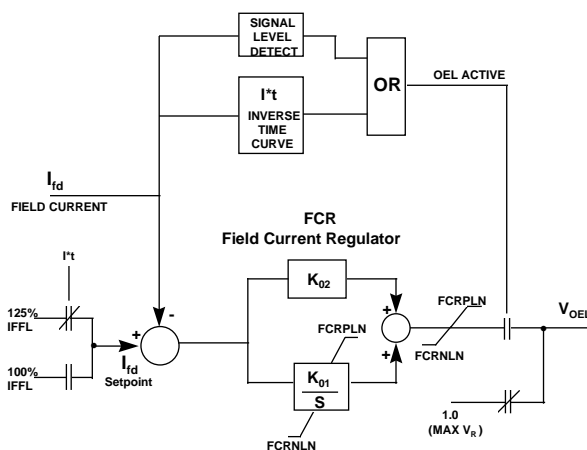 SIGNAL
LEVEL
DETECT
I*t
INVERSE
TIME
CURVE
OR
OEL ACTIVE
Ifd
FIELD CURRENT
FCR
Field Current Regulator
I*t
125%
IFFL
100%
IFFL
+
-
Ifd
Setpoint
K02
FCRPLN
K01
S
FCRNLN
+
+
FCRPLN
FCRNLN
VOEL
1.0
(MAX VR)